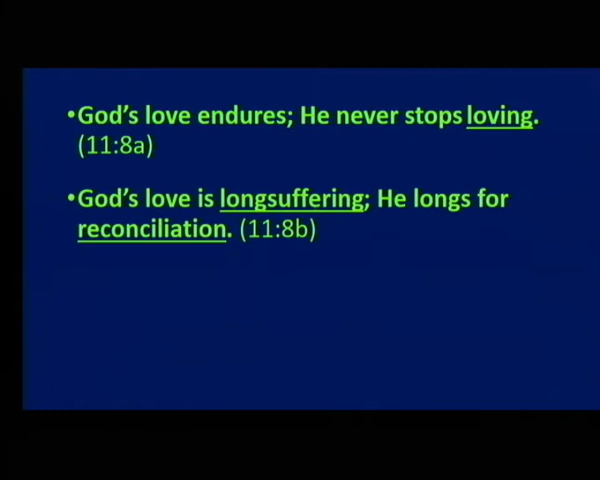 •God's love endures; He never stops loving.
(11:8a)
•God's love is longsuffering; He longs for
reconciliation. (11:8b)